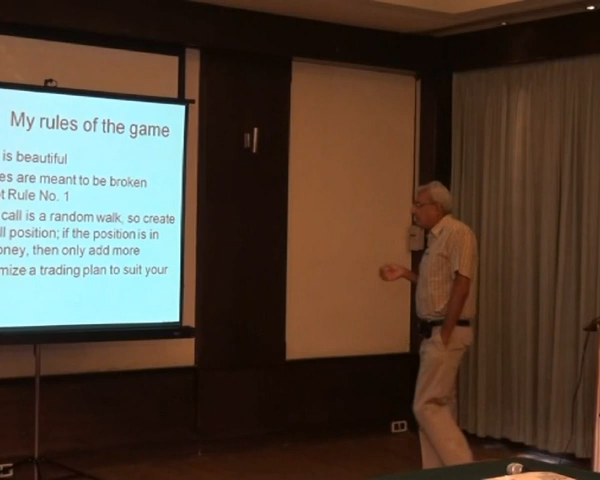 My rules of the game
is beautiful
es are meant to be broken
t Rule No. 1
call is a random walk, so create
ll position; if the position is in
oney, then only add more
mize a trading plan to suit your